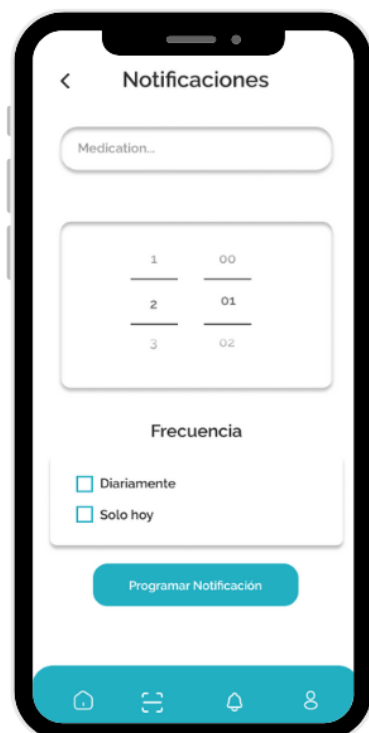 Notificaciones
Medication...
1 00
2 01
3 02
Frecuencia
Diariamente
Solo hoy
Programar Notificación